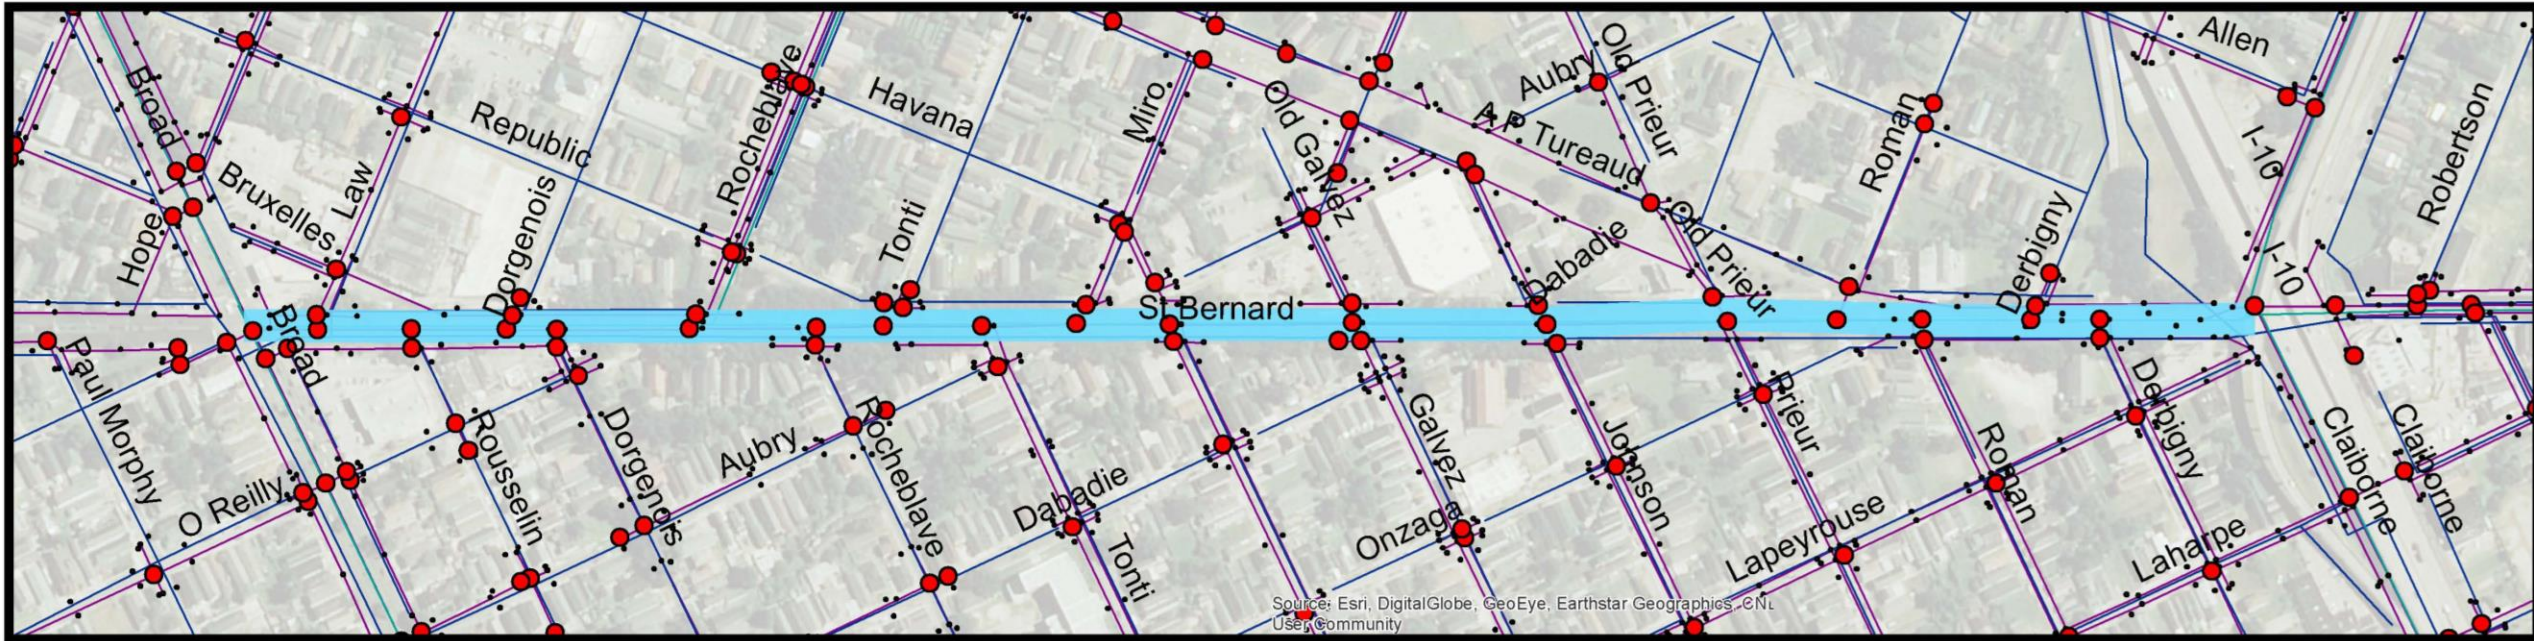 Allen
Old Prieur
Broad
Rocheblave
Havana
Aubry
Miro
Old Galvez
A P Tureaud
Roman
I-10
Robertson
Republic
Law
Bruxelles
Dorgenois
Hope
Tonti
Dabadie
Old Prieur
Derbigny
I-10
St Bernard
Broad
Paul Morphy
Rousselin
Dorgenois
Aubry
Rocheblave
Galvez
Johnson
Prieur
Derbigny
Roman
Claiborne
Claiborne
O Reilly
Dabadie
Tonti
Onzaga
Lapeyrouse
Laharpe
Source: Esri, DigitalGlobe, GeoEye, Earthstar Geographics, CNE
User Community